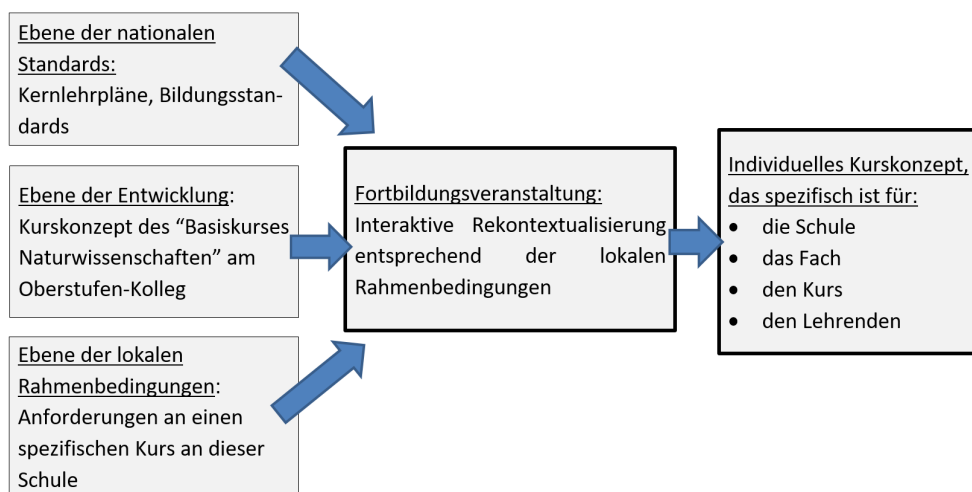 Ebene der nationalen
Standards:
Kernlehrpläne, Bildungsstan-
dards
Ebene der Entwicklung:
Kurskonzept des “Basiskurses
Naturwissenschaften” am
Oberstufen-Kolleg
Ebene der lokalen
Rahmenbedingungen:
Anforderungen an einen
spezifischen Kurs an dieser
Schule
Fortbildungsveranstaltung:
Interaktive Rekontextualisierung
entsprechend der lokalen
Rahmenbedingungen
Individuelles Kurskonzept,
das spezifisch ist für:
• die Schule
• das Fach
• den Kurs
• den Lehrenden